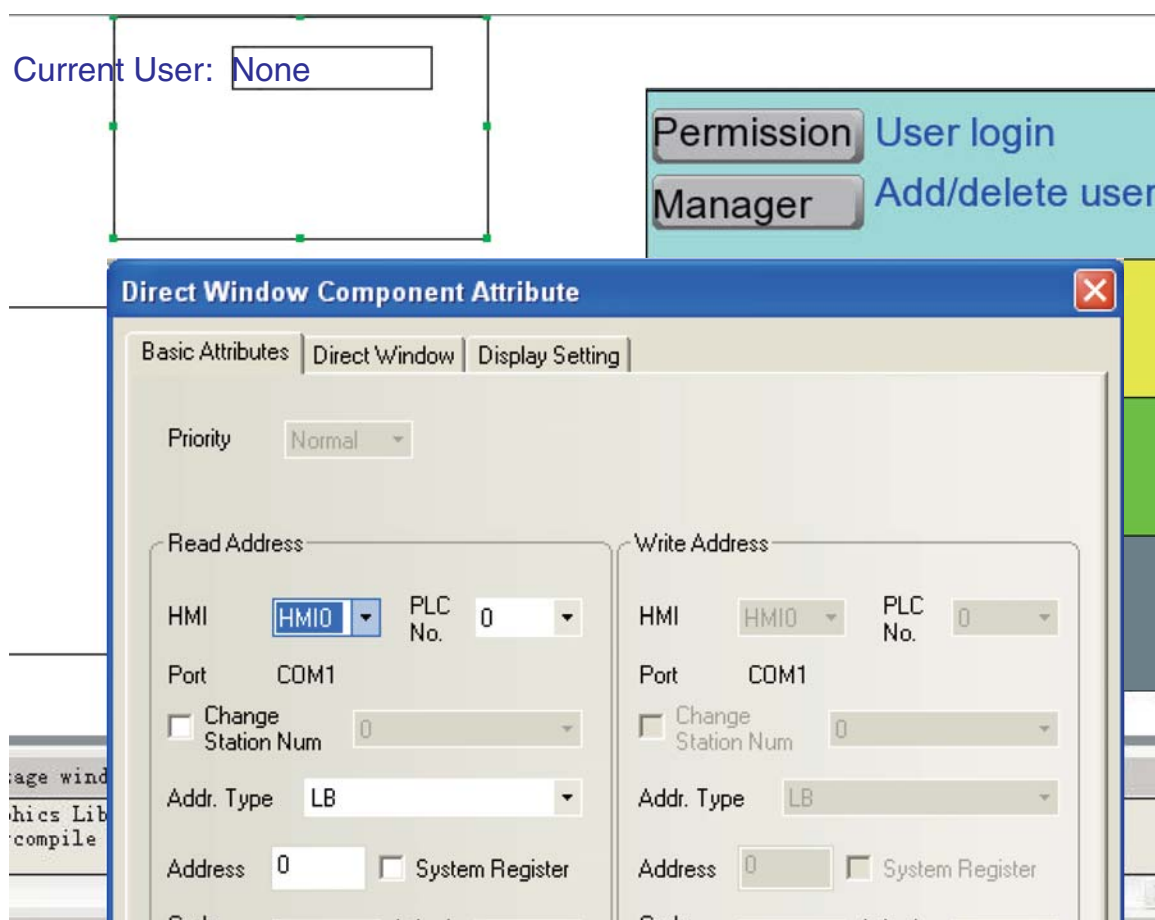 Current User: None
Permission User login
Manager Add/delete user
Direct Window Component Attribute
Basic Attributes Direct Window Display Setting
Priority Normal
Read Address Write Address
HMI HMI0 PLC No. 0 HMI HMI0 PLC No. 0
Port COM1 Port COM1
Change Station Num 0 Change Station Num 0
age wind
Addr. Type LB Addr. Type LB
hics Lib
compile
Address 0 System Register Address 0 System Register